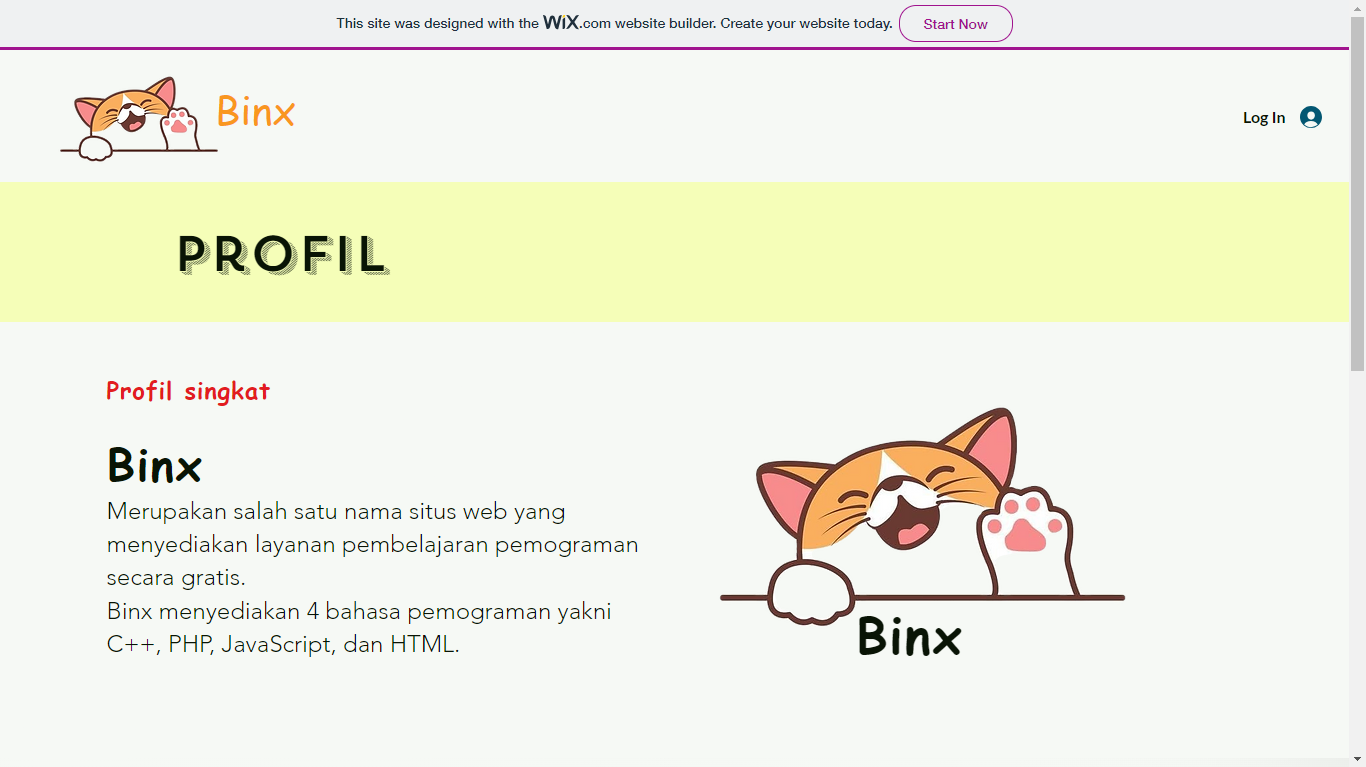 This site was designed with the WiX.com website builder. Create your website today. Start Now
Binx
Log In
PROFIL
Profil singkat
Binx
Merupakan salah satu nama situs web yang
menyediakan layanan pembelajaran pemograman
secara gratis.
Binx menyediakan 4 bahasa pemograman yakni
C++, PHP, JavaScript, dan HTML.
Binx